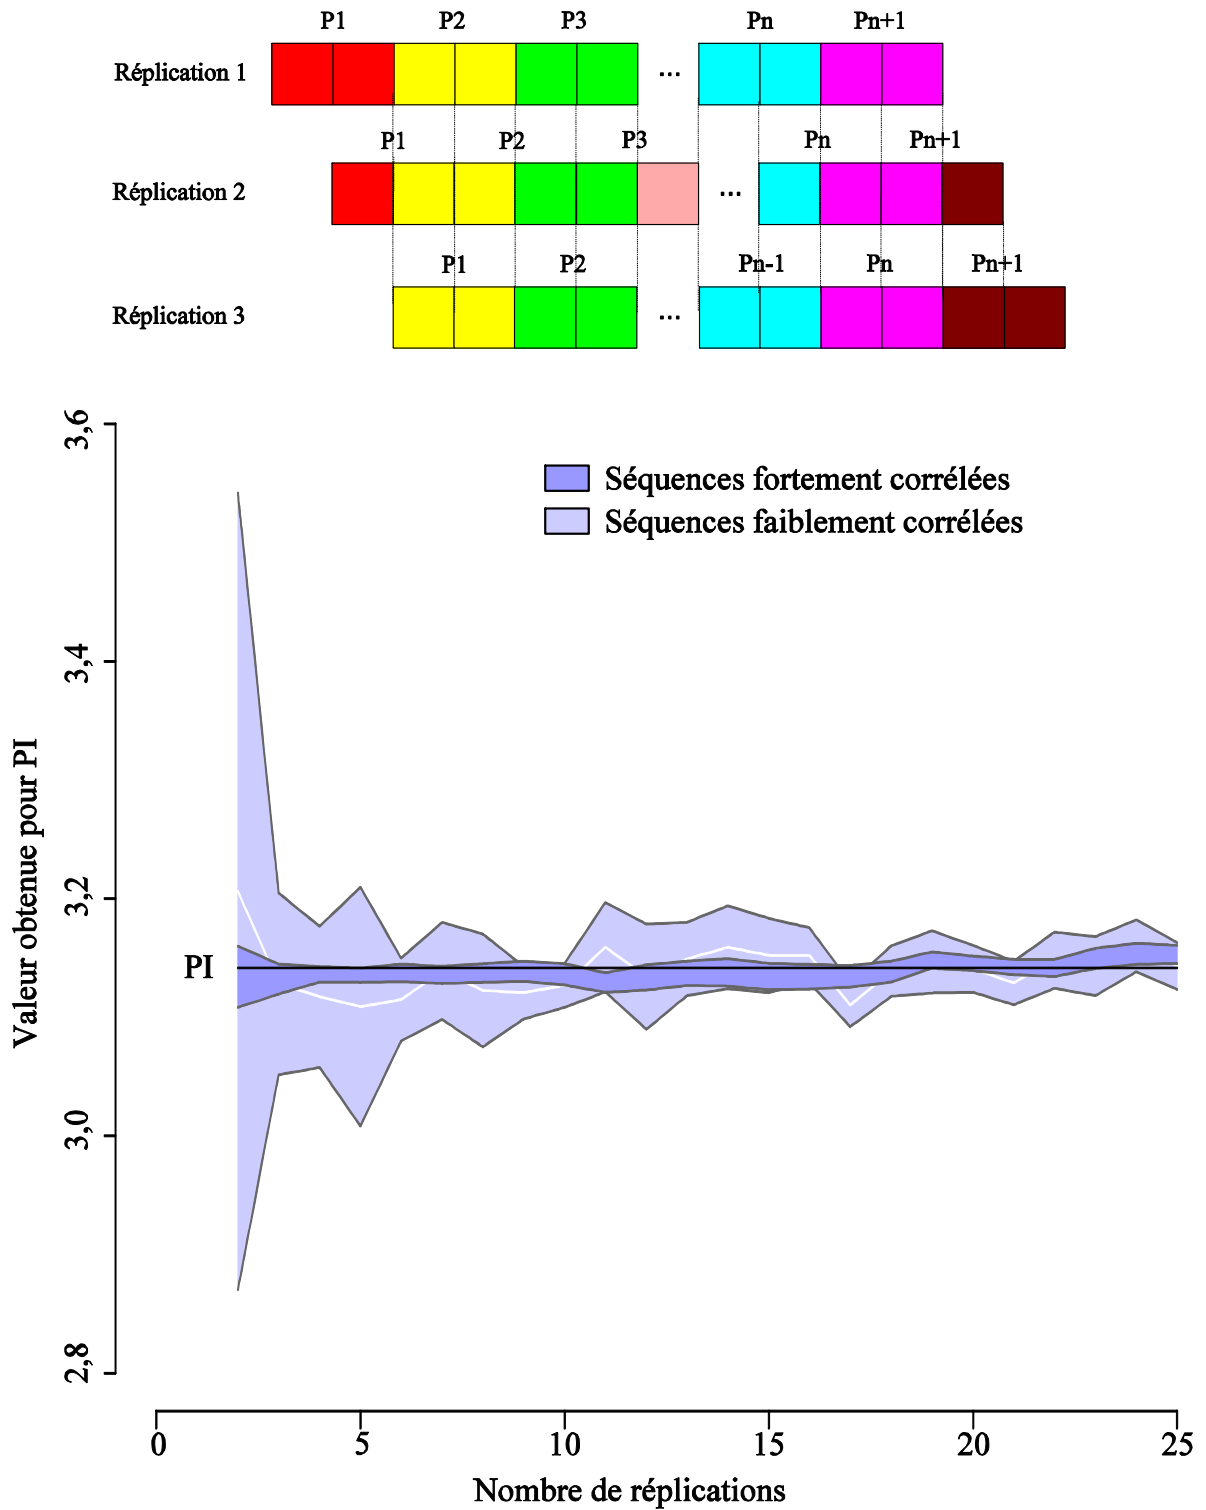 P1 P2 P3 Pn Pn+1
Réplication 1 ...
P1 P2 P3 Pn Pn+1
Réplication 2 ...
P1 P2 Pn-1 Pn Pn+1
Réplication 3 ...
3,6
Séquences fortement corrélées
Séquences faiblement corrélées
3,4
3,2
PI
Valeur obtenue pour PI
3,0
2,8
0 5 10 15 20 25
Nombre de réplications